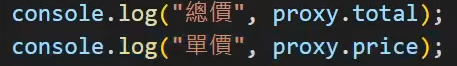 console.log("總價", proxy.total);
console.log("單價", proxy.price);